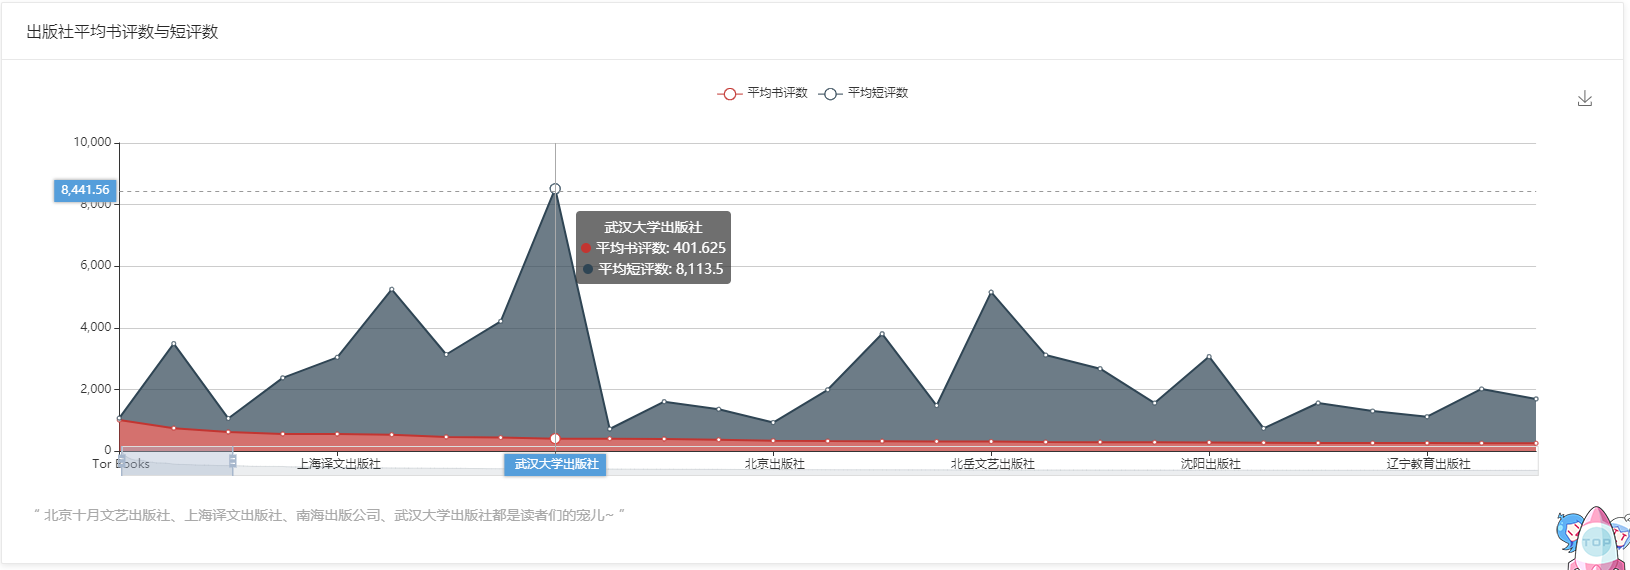 出版社平均书评数与短评数
平均书评数 平均短评数
10,000
8,441.56
8,000
6,000
4,000
2,000
0
武汉大学出版社
平均书评数: 401.625
平均短评数: 8,113.5
Tor Books 上海译文出版社 武汉大学出版社 北京出版社 北岳文艺出版社 沈阳出版社 辽宁教育出版社
“ 北京十月文艺出版社、上海译文出版社、南海出版公司、武汉大学出版社都是读者们的宠儿~ ”
TOP